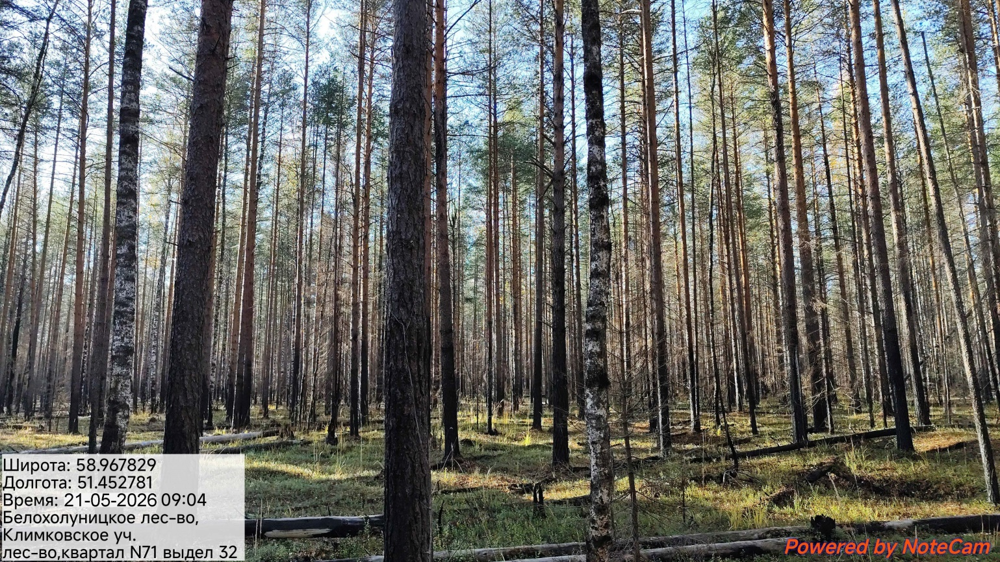 Широта: 58.967829
Долгота: 51.452781
Время: 21-05-2026 09:04
Белохолуницкое лес-во,
Климковское уч.
лес-во,квартал N71 выдел 32
Powered by NoteCam